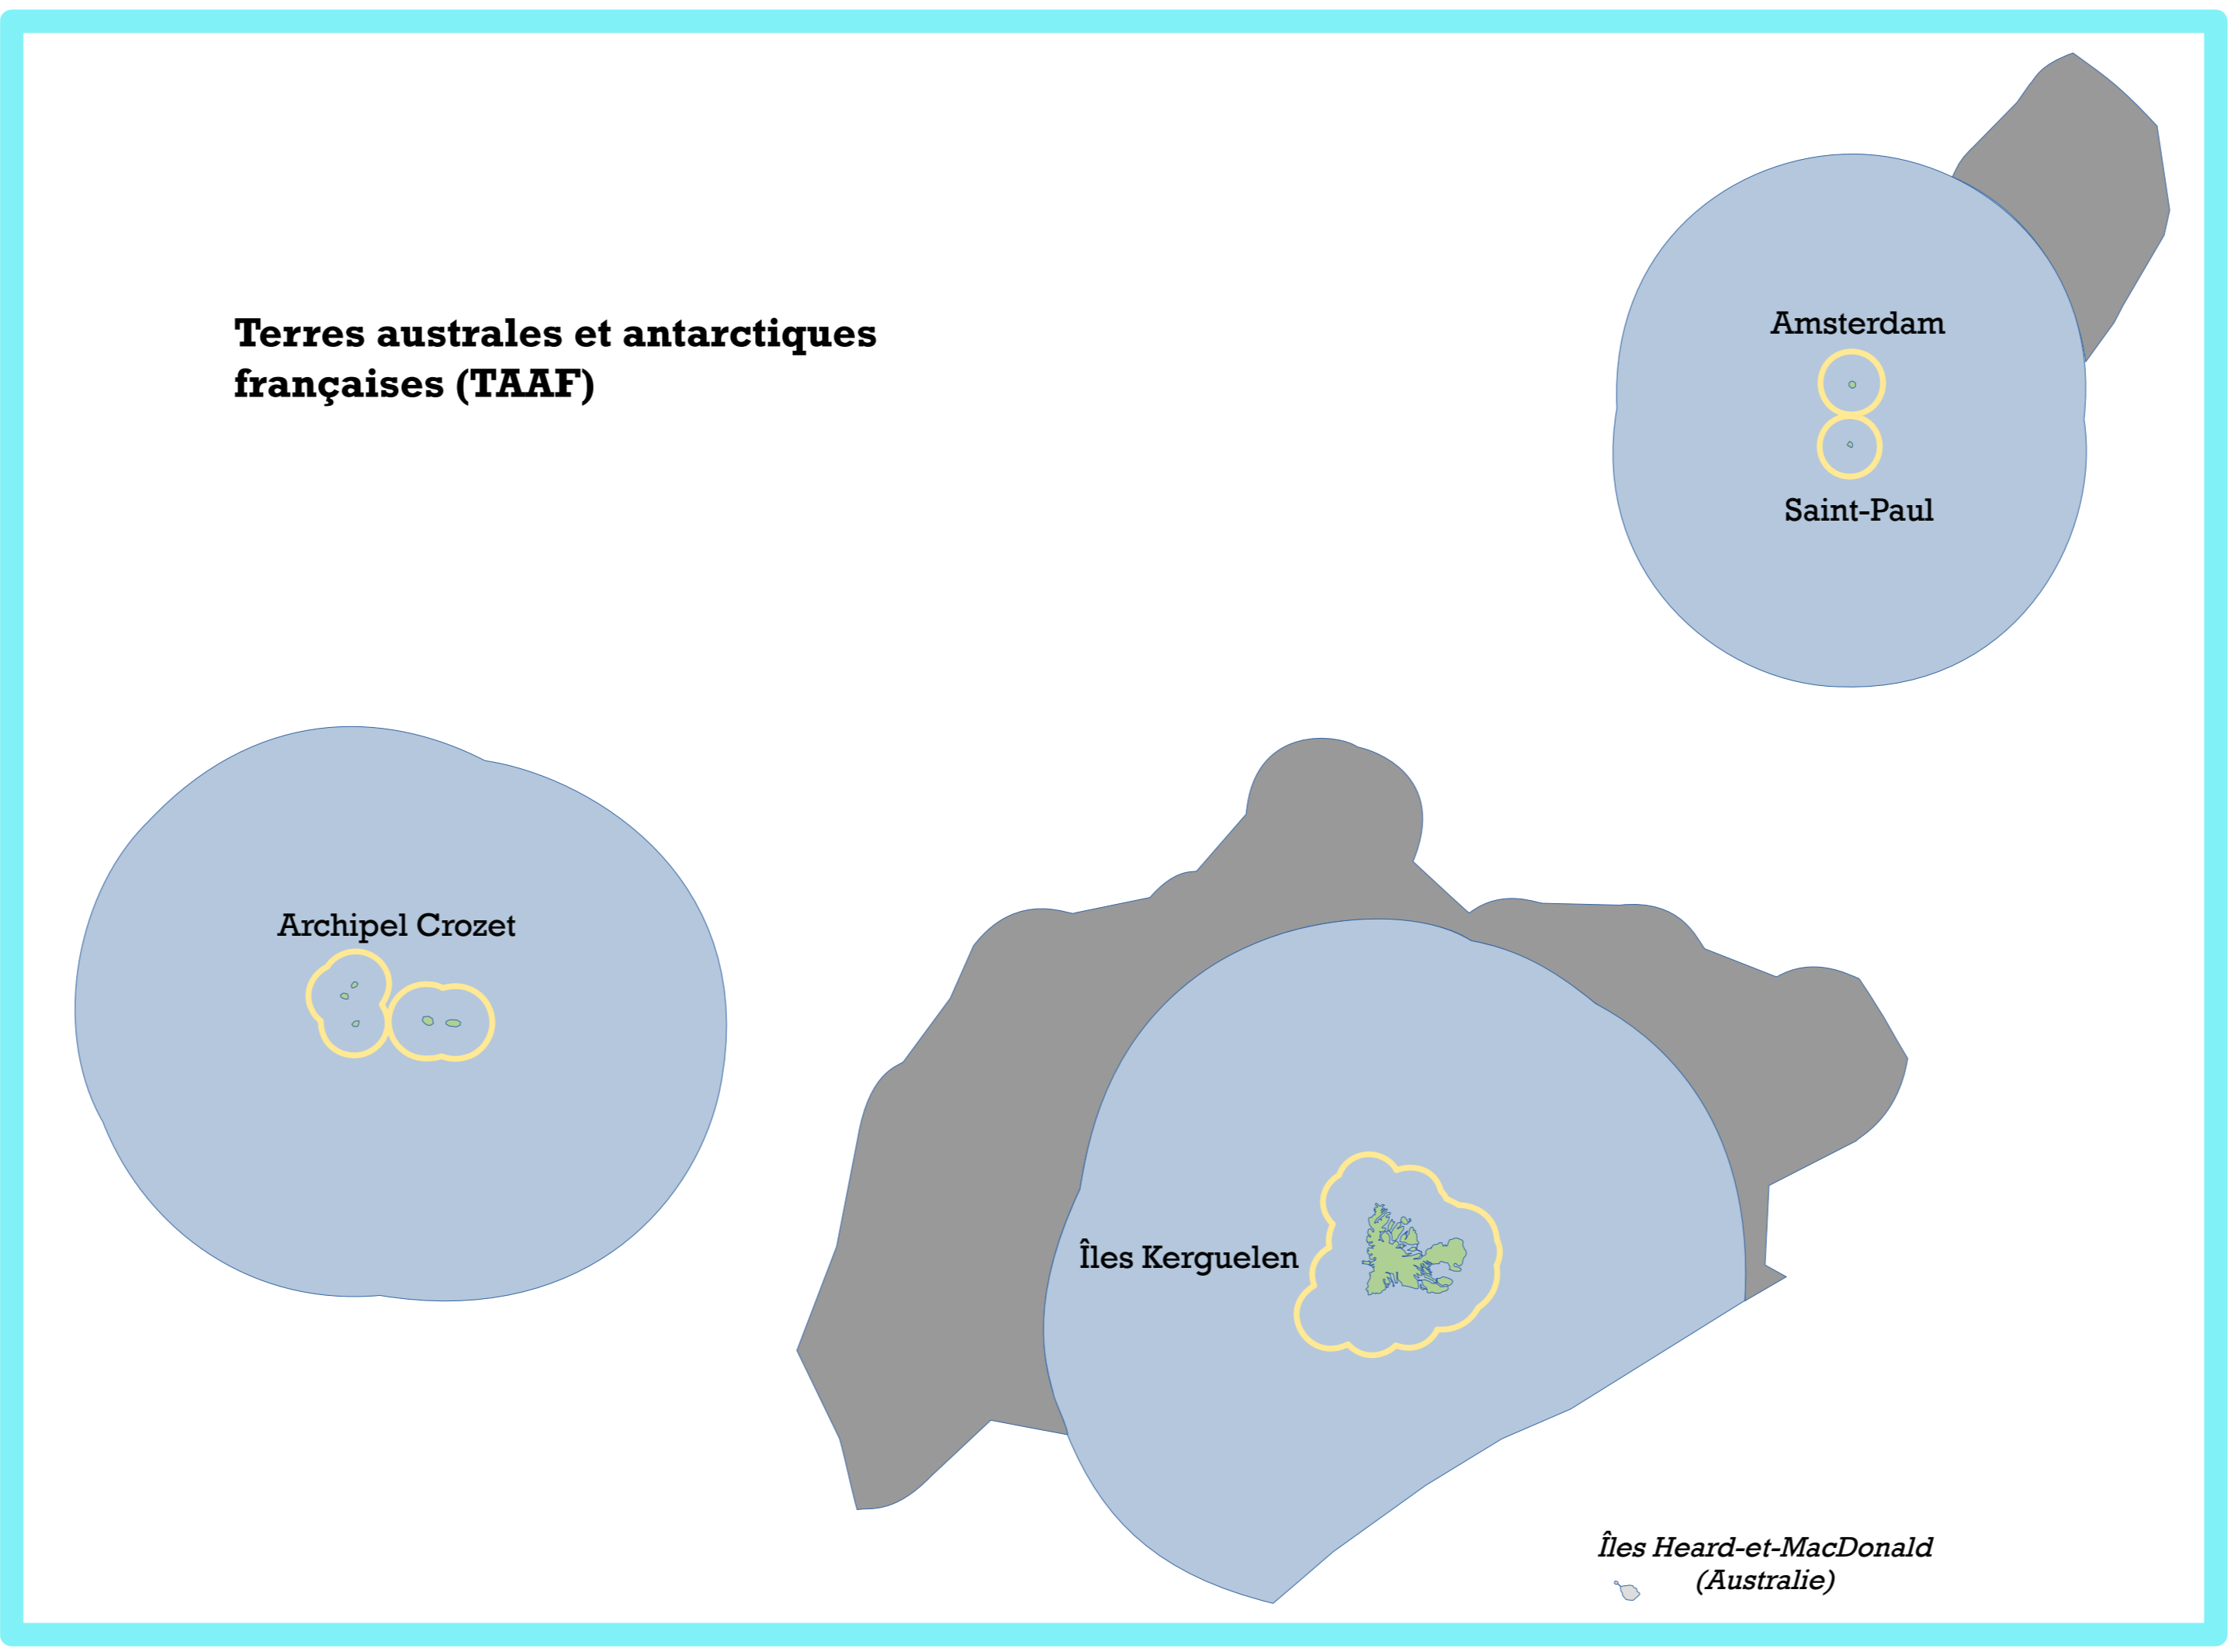 Terres australes et antarctiques
françaises (TAAF)
Amsterdam
Saint-Paul
Archipel Crozet
Îles Kerguelen
Îles Heard-et-MacDonald
(Australie)